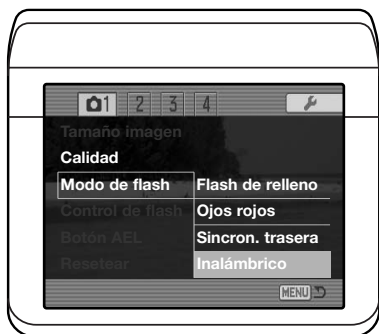 1 2 3 4
Tamaño imagen
Calidad
Modo de flash Flash de relleno
Control de flash Ojos rojos
Botón AEL Sincron. trasera
Resetear Inalámbrico
MENU